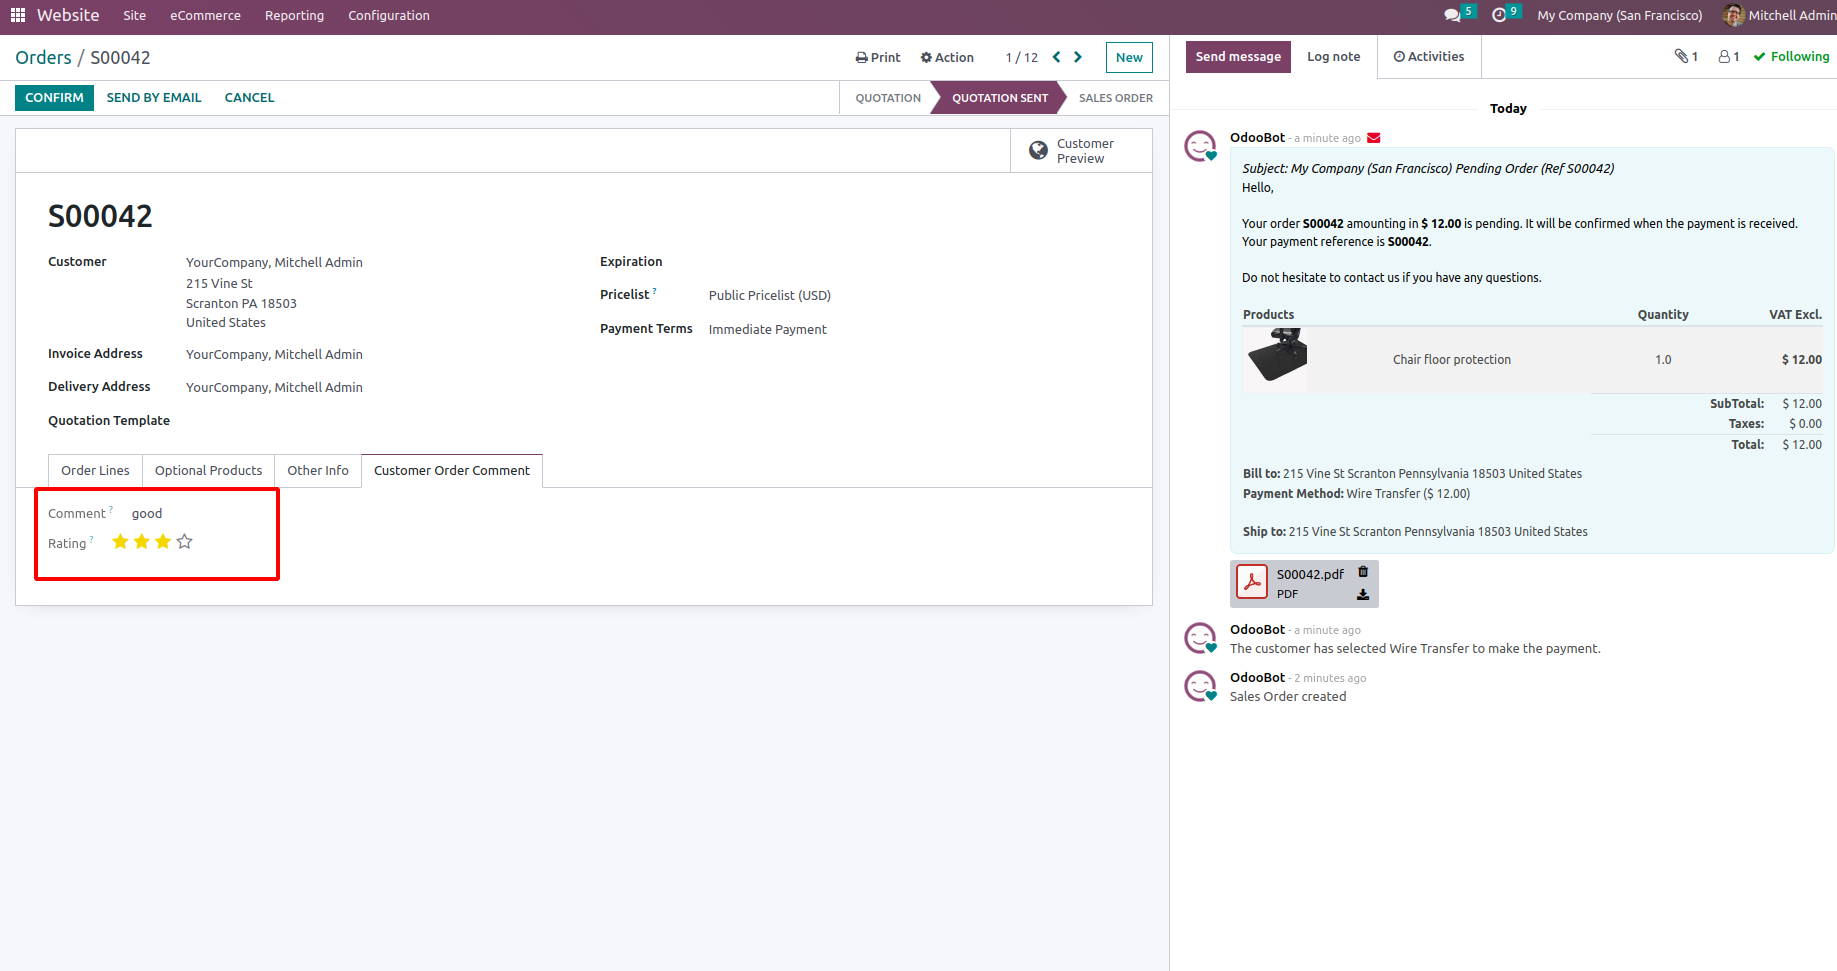 Website Site eCommerce Reporting Configuration 5 9 My Company (San Francisco) Mitchell Admin
Orders / S00042 Print Action 1 / 12 New
CONFIRM SEND BY EMAIL CANCEL QUOTATION QUOTATION SENT SALES ORDER
Customer
Preview
S00042
Customer YourCompany, Mitchell Admin
215 Vine St
Scranton PA 18503
United States
Invoice Address YourCompany, Mitchell Admin
Delivery Address YourCompany, Mitchell Admin
Quotation Template
Expiration
Pricelist ? Public Pricelist (USD)
Payment Terms Immediate Payment
Order Lines Optional Products Other Info Customer Order Comment
Comment ? good
Rating ?
Send message Log note Activities 1 1 Following
Today
OdooBot - a minute ago
Subject: My Company (San Francisco) Pending Order (Ref S00042)
Hello,
Your order S00042 amounting in $ 12.00 is pending. It will be confirmed when the payment is received.
Your payment reference is S00042.
Do not hesitate to contact us if you have any questions.
Products Quantity VAT Excl.
Chair floor protection 1.0 $ 12.00
SubTotal: $ 12.00
Taxes: $ 0.00
Total: $ 12.00
Bill to: 215 Vine St Scranton Pennsylvania 18503 United States
Payment Method: Wire Transfer ($ 12.00)
Ship to: 215 Vine St Scranton Pennsylvania 18503 United States
S00042.pdf
PDF
OdooBot - a minute ago
The customer has selected Wire Transfer to make the payment.
OdooBot - 2 minutes ago
Sales Order created